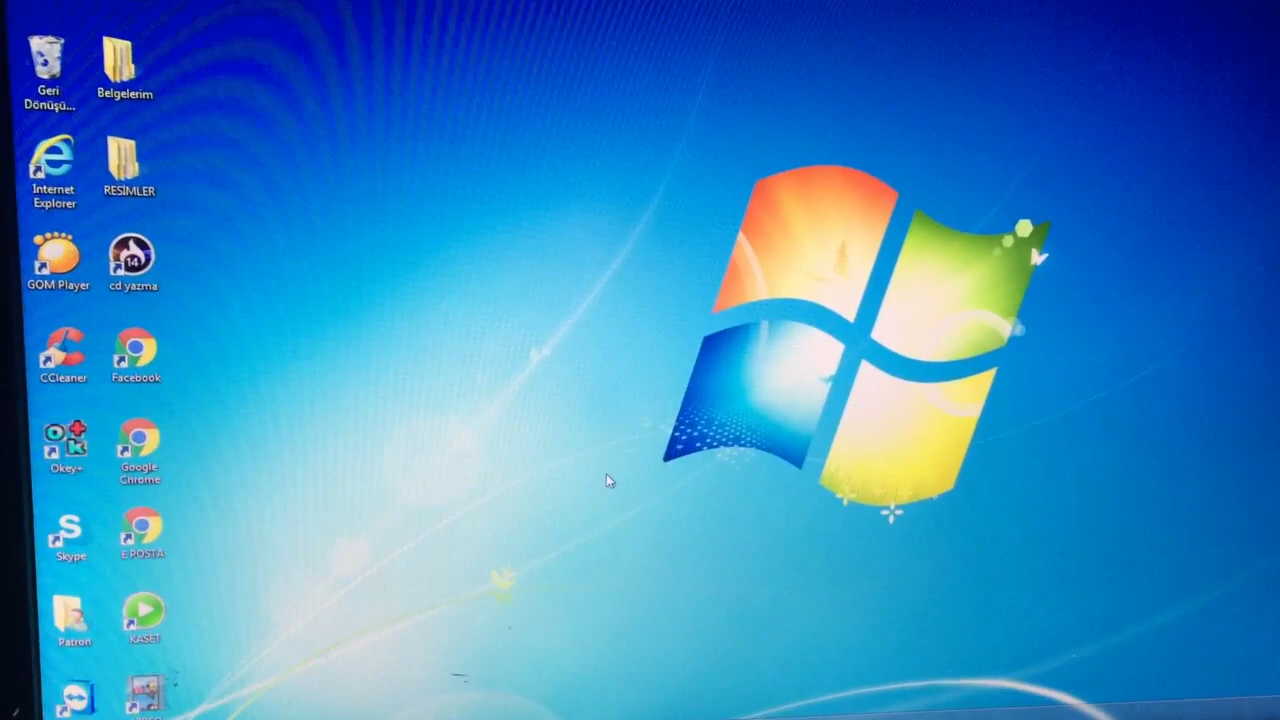 Geri
Dönüşü...
Belgelerim
Internet
Explorer
RESİMLER
GOM Player
14
cd yazma
CCleaner
Facebook
Okey+
Google
Chrome
Skype
E POSTA
Patron
KASET